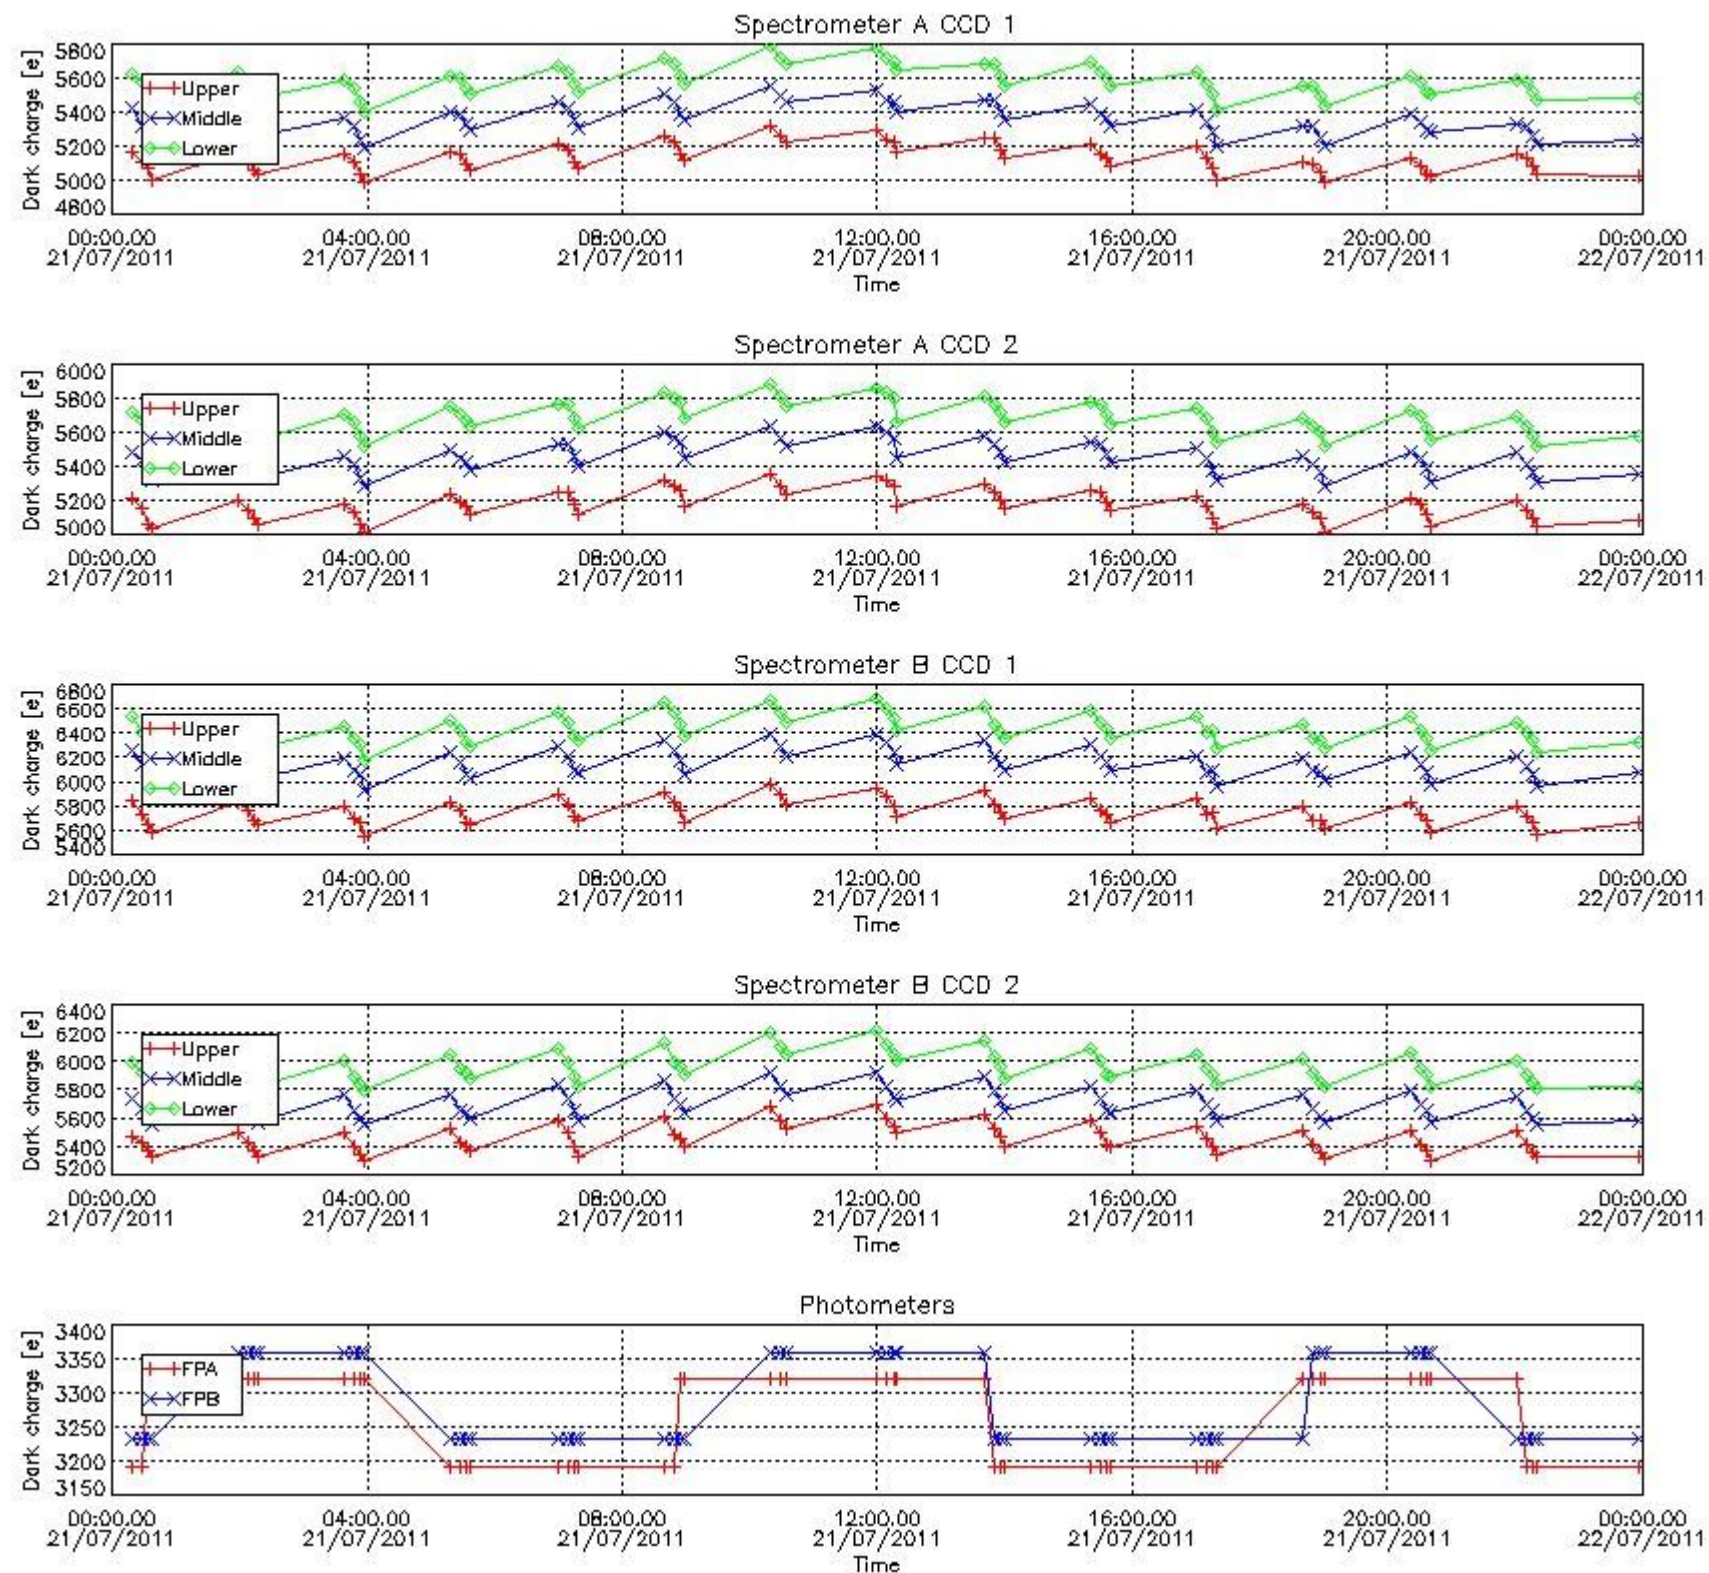 Spectrometer A CCD 1
Dark charge [e]
5800
5600
5400
5200
5000
4800
Upper
Middle
Lower
00:00.00 04:00.00 08:00.00 12:00.00 16:00.00 20:00.00 00:00.00
21/07/2011 21/07/2011 21/07/2011 21/07/2011 21/07/2011 21/07/2011 22/07/2011
Time
Spectrometer A CCD 2
Dark charge [e]
6000
5800
5600
5400
5200
5000
Upper
Middle
Lower
00:00.00 04:00.00 08:00.00 12:00.00 16:00.00 20:00.00 00:00.00
21/07/2011 21/07/2011 21/07/2011 21/07/2011 21/07/2011 21/07/2011 22/07/2011
Time
Spectrometer B CCD 1
Dark charge [e]
6800
6600
6400
6200
6000
5800
5600
5400
Upper
Middle
Lower
00:00.00 04:00.00 08:00.00 12:00.00 16:00.00 20:00.00 00:00.00
21/07/2011 21/07/2011 21/07/2011 21/07/2011 21/07/2011 21/07/2011 22/07/2011
Time
Spectrometer B CCD 2
Dark charge [e]
6400
6200
6000
5800
5600
5400
5200
Upper
Middle
Lower
00:00.00 04:00.00 08:00.00 12:00.00 16:00.00 20:00.00 00:00.00
21/07/2011 21/07/2011 21/07/2011 21/07/2011 21/07/2011 21/07/2011 22/07/2011
Time
Photometers
Dark charge [e]
3400
3350
3300
3250
3200
3150
FPA
FPB
00:00.00 04:00.00 08:00.00 12:00.00 16:00.00 20:00.00 00:00.00
21/07/2011 21/07/2011 21/07/2011 21/07/2011 21/07/2011 21/07/2011 22/07/2011
Time